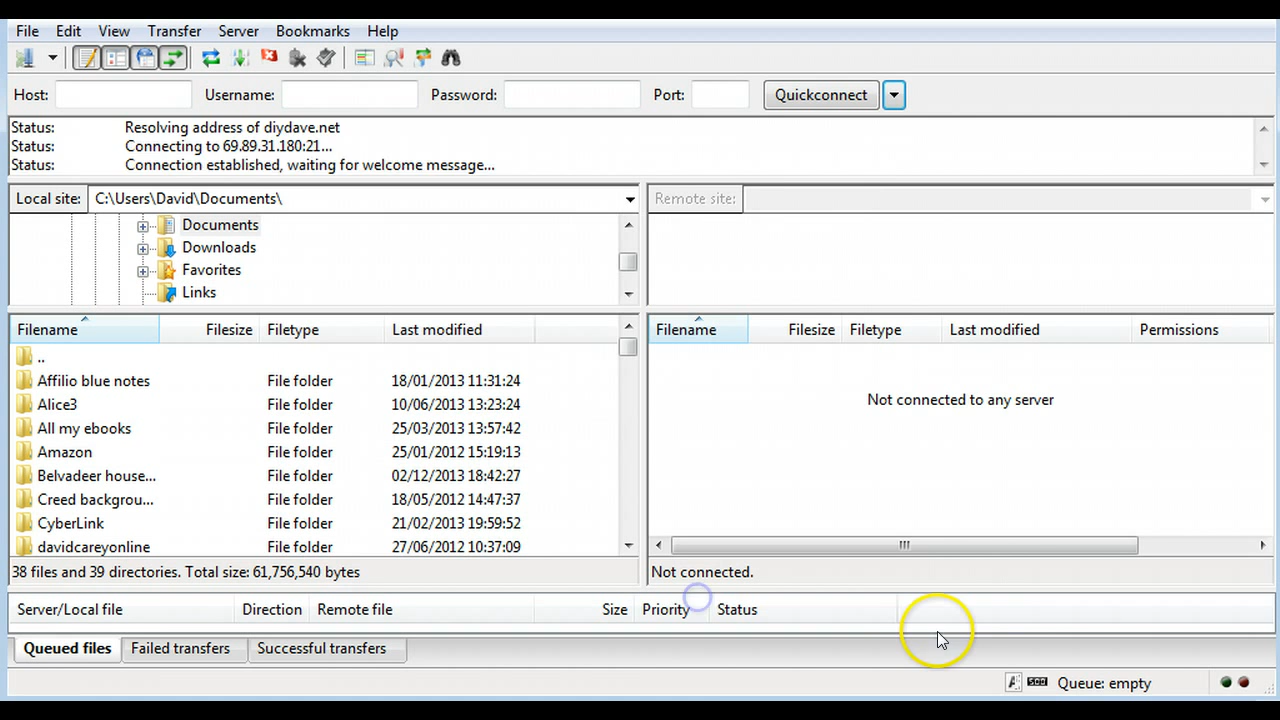 File Edit View Transfer Server Bookmarks Help
Host: Username: Password: Port: Quickconnect
Status: Resolving address of diydave.net
Status: Connecting to 69.89.31.180:21...
Status: Connection established, waiting for welcome message...
Local site: C:\Users\David\Documents\
Remote site:
Documents
Downloads
Favorites
Links
Filename Filesize Filetype Last modified
..
Affilio blue notes File folder 18/01/2013 11:31:24
Alice3 File folder 10/06/2013 13:23:24
All my ebooks File folder 25/03/2013 13:57:42
Amazon File folder 25/01/2012 15:19:13
Belvadeer house... File folder 02/12/2013 18:42:27
Creed backgrou... File folder 18/05/2012 14:47:37
CyberLink File folder 21/02/2013 19:59:52
davidcareyonline File folder 27/06/2012 10:37:09
38 files and 39 directories. Total size: 61,756,540 bytes
Filename Filesize Filetype Last modified Permissions
Not connected to any server
Not connected.
Server/Local file Direction Remote file Size Priority Status
Queued files Failed transfers Successful transfers
Queue: empty